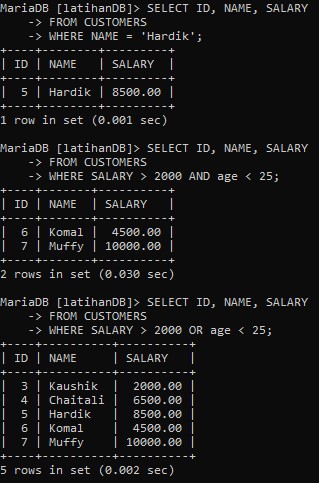 MariaDB [latihanDB]> SELECT ID, NAME, SALARY
    -> FROM CUSTOMERS
    -> WHERE NAME = 'Hardik';
+----+--------+---------+
| ID | NAME   | SALARY  |
+----+--------+---------+
|  5 | Hardik | 8500.00 |
+----+--------+---------+
1 row in set (0.001 sec)

MariaDB [latihanDB]> SELECT ID, NAME, SALARY
    -> FROM CUSTOMERS
    -> WHERE SALARY > 2000 AND age < 25;
+----+-------+----------+
| ID | NAME  | SALARY   |
+----+-------+----------+
|  6 | Komal |  4500.00 |
|  7 | Muffy | 10000.00 |
+----+-------+----------+
2 rows in set (0.030 sec)

MariaDB [latihanDB]> SELECT ID, NAME, SALARY
    -> FROM CUSTOMERS
    -> WHERE SALARY > 2000 OR age < 25;
+----+----------+----------+
| ID | NAME     | SALARY   |
+----+----------+----------+
|  3 | Kaushik  |  2000.00 |
|  4 | Chaitali |  6500.00 |
|  5 | Hardik   |  8500.00 |
|  6 | Komal    |  4500.00 |
|  7 | Muffy    | 10000.00 |
+----+----------+----------+
5 rows in set (0.002 sec)